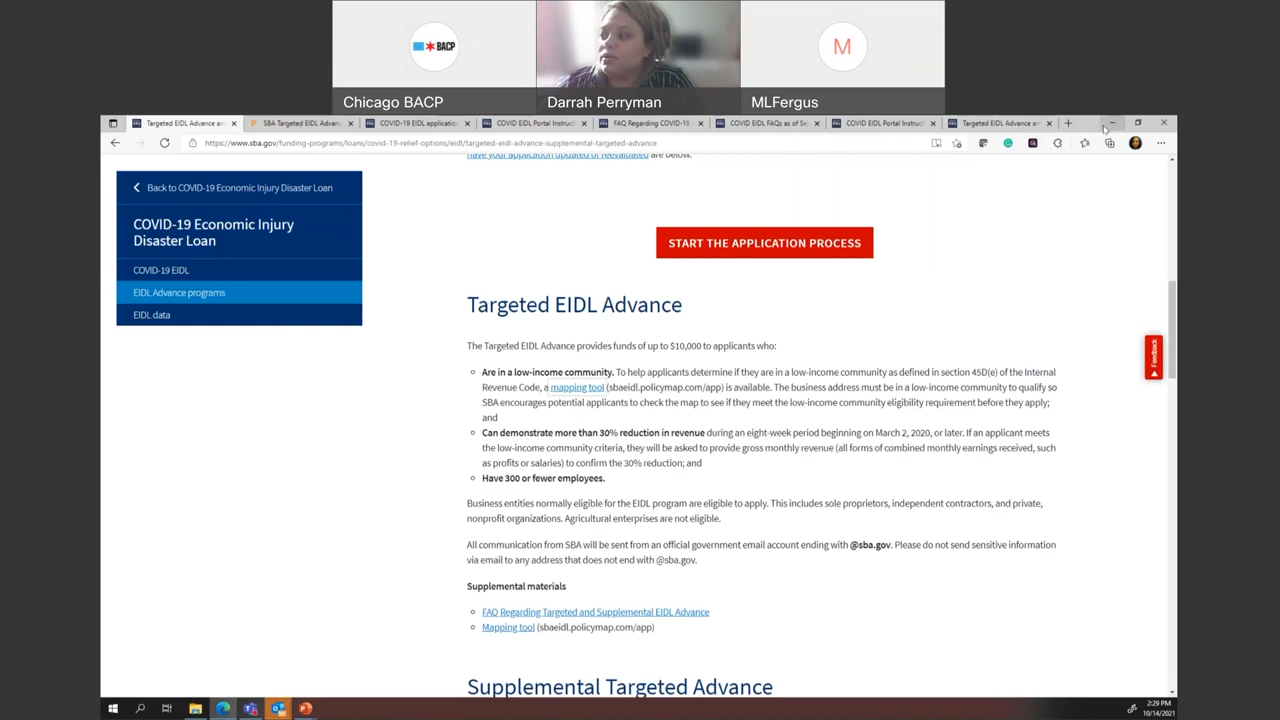 BACP
M
Chicago BACP
Darrah Perryman
MLFergus
Targeted EIDL Advance an
SBA Targeted EIDL Advanc
COVID-19 EIDL application
COVID EIDL Portal Instruct
FAQ Regarding COVID-19
COVID EIDL FAQs as of Se
COVID EIDL Portal Instruct
Targeted EIDL Advance an
https://www.sba.gov/funding-programs/loans/covid-19-relief-options/eidl/targeted-eidl-advance-supplemental-targeted-advance
have your application updated or reevaluated are below.
Back to COVID-19 Economic Injury Disaster Loan
COVID-19 Economic Injury
Disaster Loan
COVID-19 EIDL
EIDL Advance programs
EIDL data
START THE APPLICATION PROCESS
Targeted EIDL Advance
The Targeted EIDL Advance provides funds of up to $10,000 to applicants who:
Are in a low-income community. To help applicants determine if they are in a low-income community as defined in section 45D(e) of the Internal
Revenue Code, a mapping tool (sbaeidl.policymap.com/app) is available. The business address must be in a low-income community to qualify so
SBA encourages potential applicants to check the map to see if they meet the low-income community eligibility requirement before they apply;
and
Can demonstrate more than 30% reduction in revenue during an eight-week period beginning on March 2, 2020, or later. If an applicant meets
the low-income community criteria, they will be asked to provide gross monthly revenue (all forms of combined monthly earnings received, such
as profits or salaries) to confirm the 30% reduction; and
Have 300 or fewer employees.
Business entities normally eligible for the EIDL program are eligible to apply. This includes sole proprietors, independent contractors, and private,
nonprofit organizations. Agricultural enterprises are not eligible.
All communication from SBA will be sent from an official government email account ending with @sba.gov. Please do not send sensitive information
via email to any address that does not end with @sba.gov.
Supplemental materials
FAQ Regarding Targeted and Supplemental EIDL Advance
Mapping tool (sbaeidl.policymap.com/app)
Supplemental Targeted Advance
Feedback
2:29 PM
10/14/2021